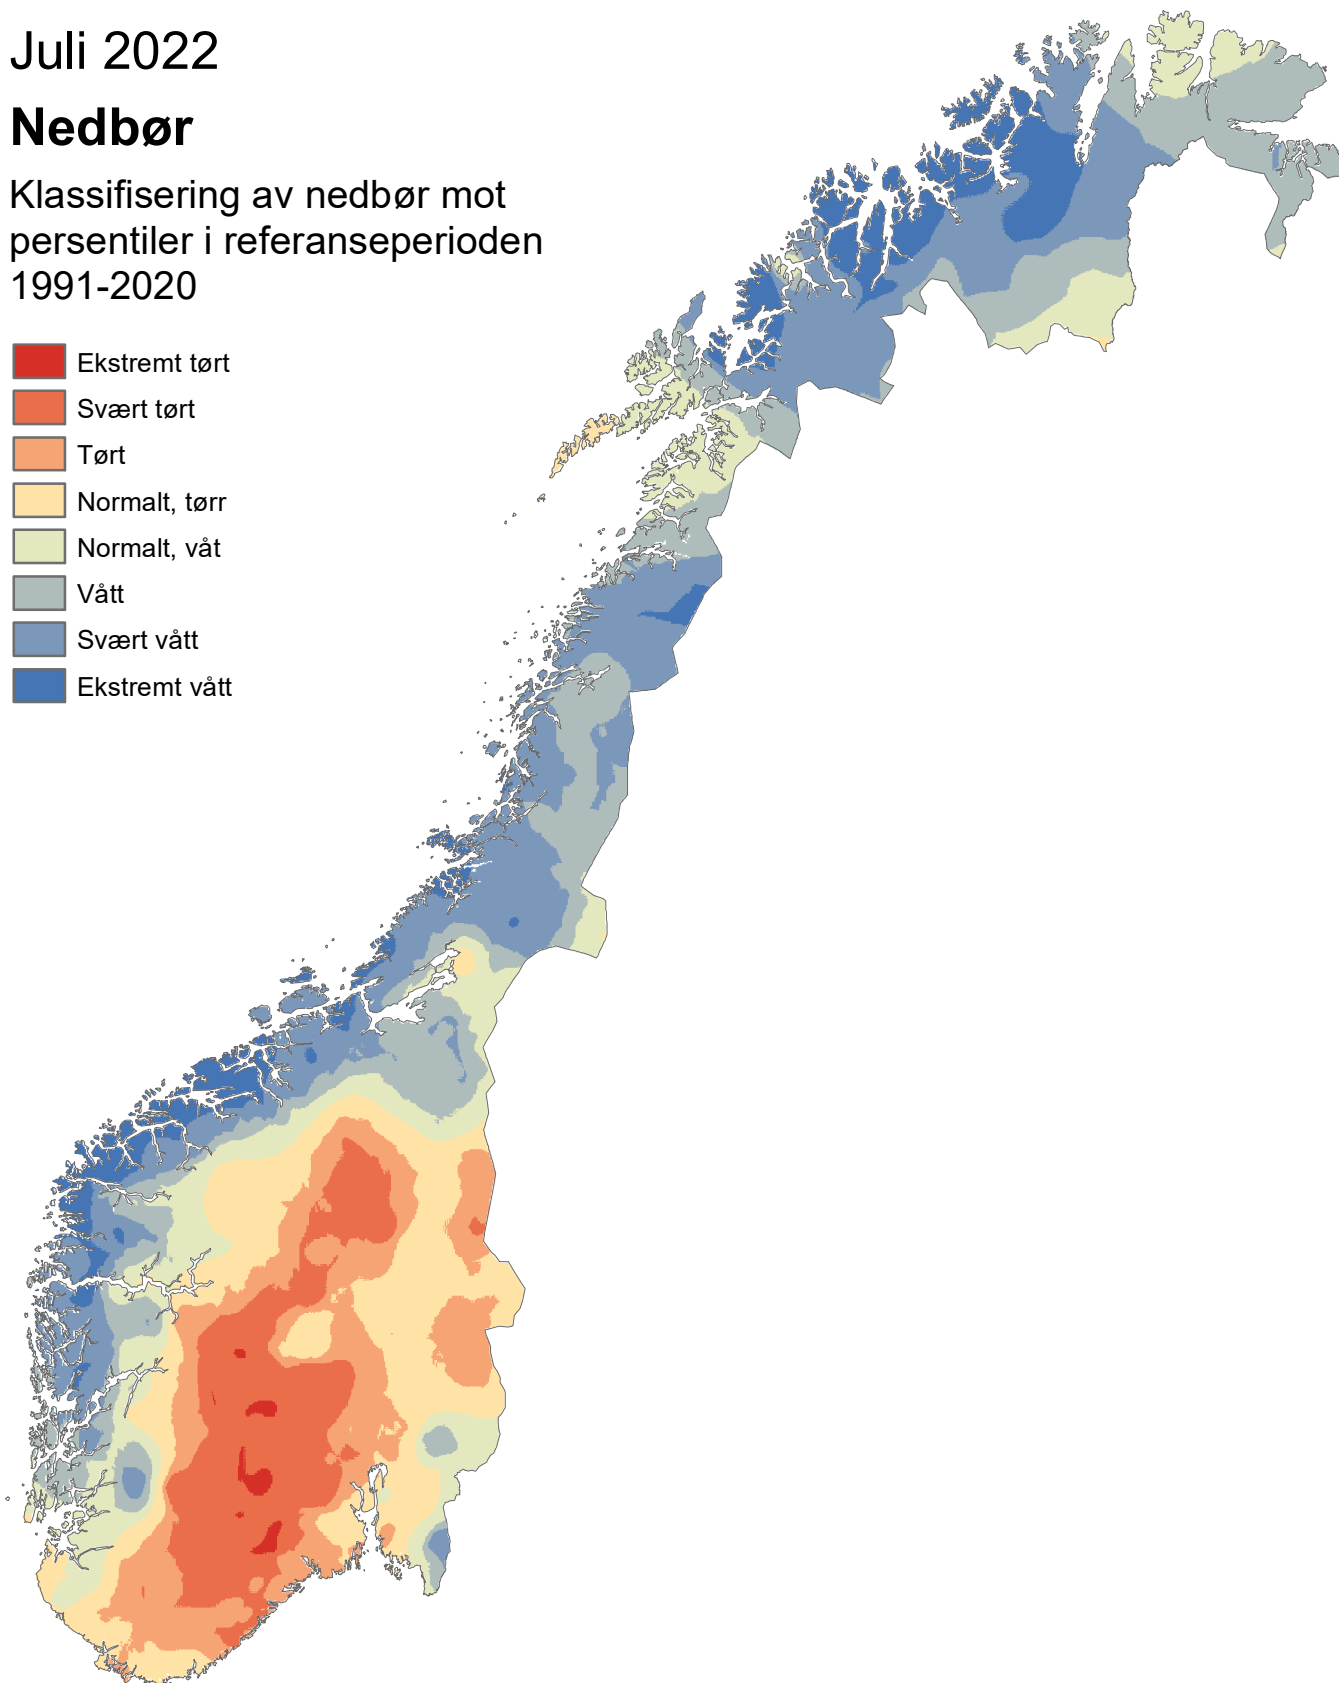 Juli 2022
Nedbør
Klassifisering av nedbør mot
persentiler i referanseperioden
1991-2020
Ekstremt tørt
Svært tørt
Tørt
Normalt, tørr
Normalt, våt
Vått
Svært vått
Ekstremt vått